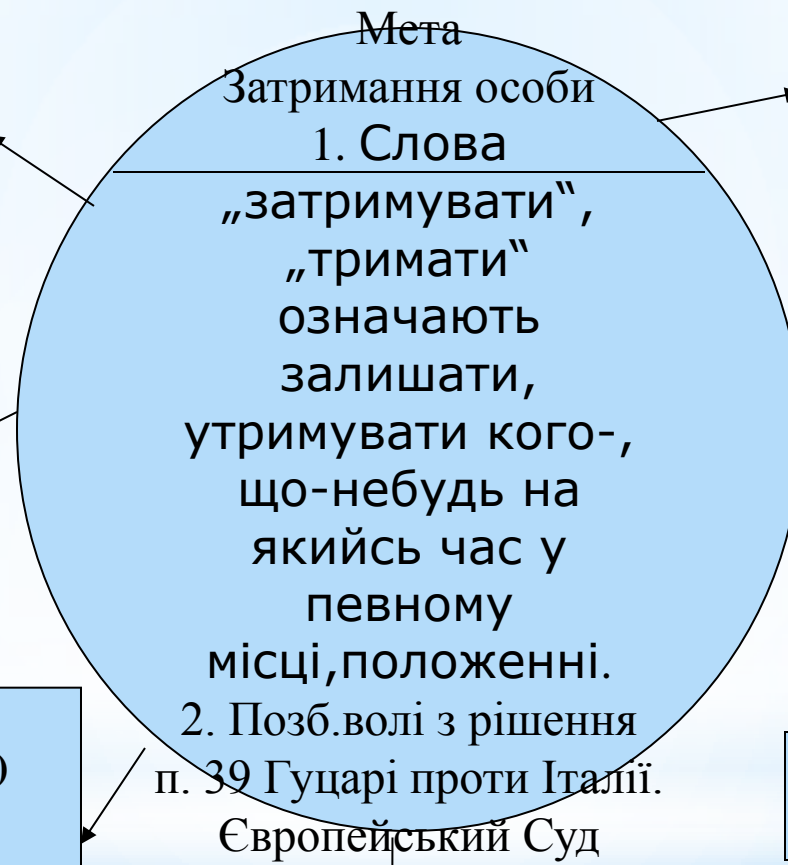 Мета
Затримання особи
1. Слова
„затримувати“,
„тримати“
означають
залишати,
утримувати кого-,
що-небудь на
якийсь час у
певному
місці,положенні.
2. Позб.волі з рішення
п. 39 Гуцарі проти Італії.
Європейський Суд
)